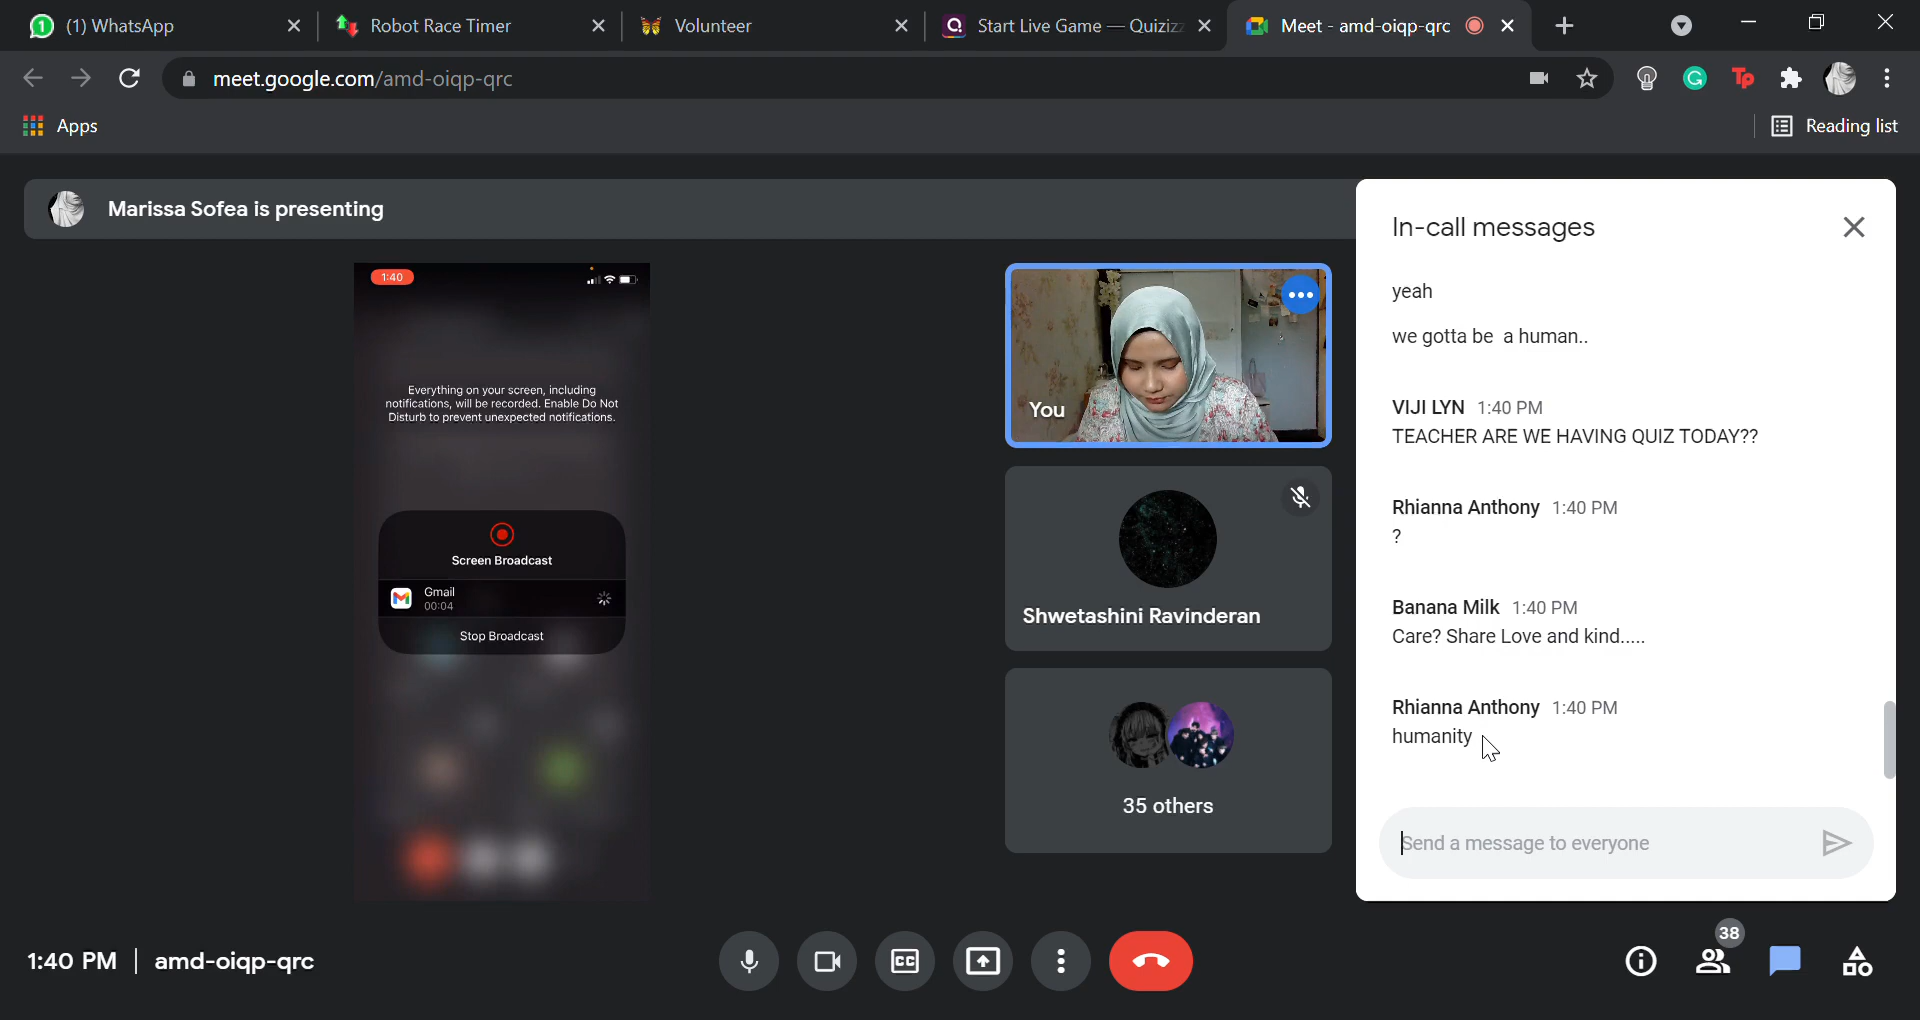 (1) WhatsApp
Robot Race Timer
Volunteer
Start Live Game — Quizizz
Meet - amd-oiqp-qrc
meet.google.com/amd-oiqp-qrc
Apps
Reading list
Marissa Sofea is presenting
1:40
Everything on your screen, including
notifications, will be recorded. Enable Do Not
Disturb to prevent unexpected notifications.
Screen Broadcast
Gmail
00:04
Stop Broadcast
You
Shwetashini Ravinderan
35 others
In-call messages
yeah
we gotta be a human..
VIJI LYN 1:40 PM
TEACHER ARE WE HAVING QUIZ TODAY??
Rhianna Anthony 1:40 PM
?
Banana Milk 1:40 PM
Care? Share Love and kind.....
Rhianna Anthony 1:40 PM
humanity
Send a message to everyone
1:40 PM | amd-oiqp-qrc
CC
38